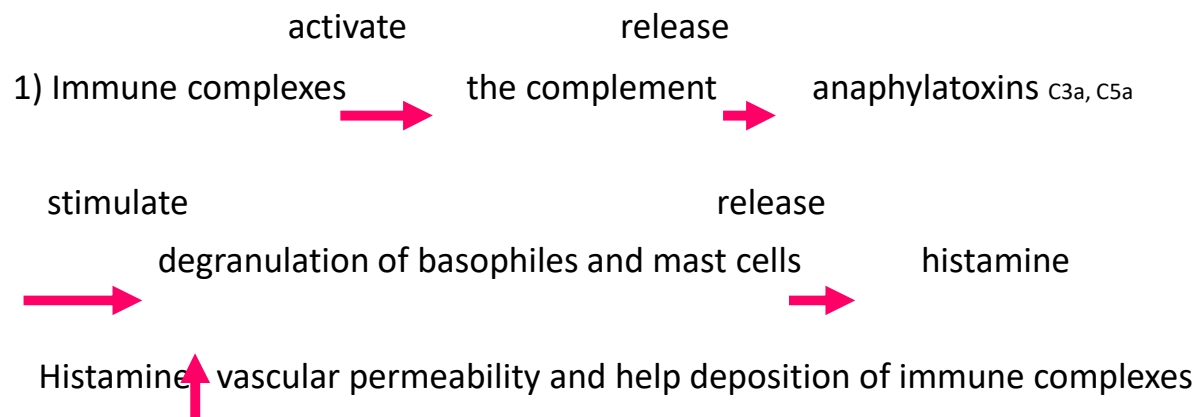 activate release
1) Immune complexes the complement anaphylatoxins C3a, C5a
stimulate release
degranulation of basophiles and mast cells histamine
Histamine vascular permeability and help deposition of immune complexes